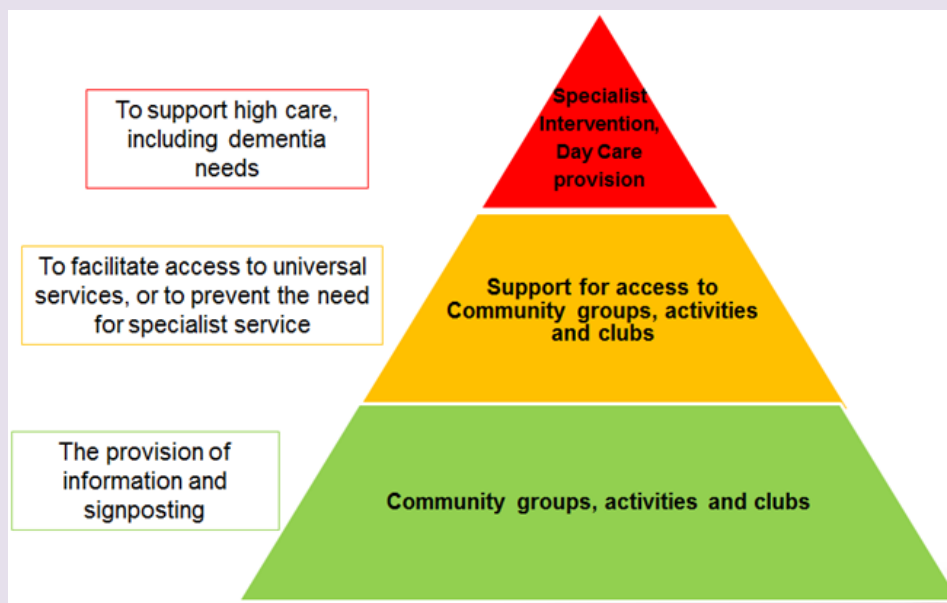 To support high care,
including dementia
needs
Specialist
Intervention,
Day Care
provision
To facilitate access to universal
services, or to prevent the need
for specialist service
Support for access to
Community groups, activities
and clubs
The provision of
information and
signposting
Community groups, activities and clubs